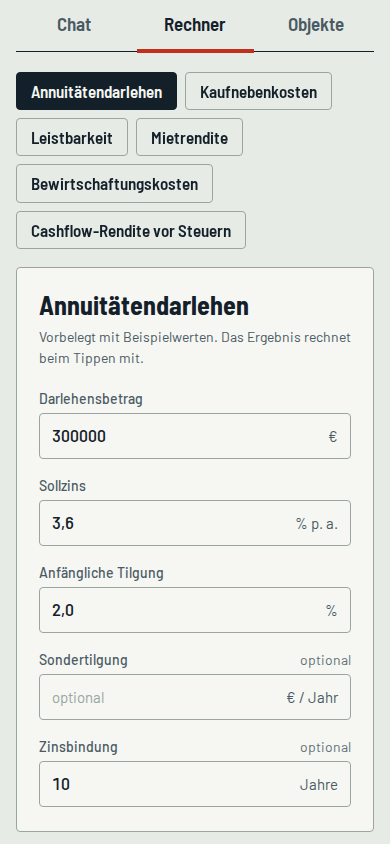 Chat Rechner Objekte
Annuitätendarlehen Kaufnebenkosten
Leistbarkeit Mietrendite
Bewirtschaftungskosten
Cashflow-Rendite vor Steuern
Annuitätendarlehen
Vorbelegt mit Beispielwerten. Das Ergebnis rechnet
beim Tippen mit.
Darlehensbetrag
300000 €
Sollzins
3,6 % p. a.
Anfängliche Tilgung
2,0 %
Sondertilgung optional
optional € / Jahr
Zinsbindung optional
10 Jahre